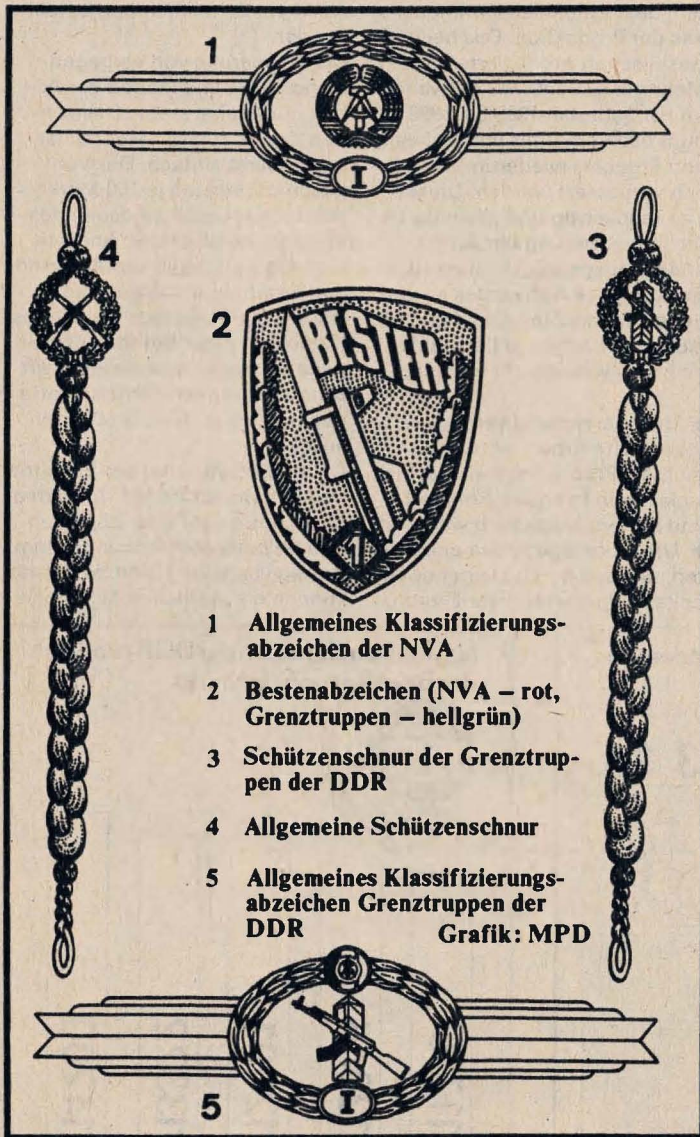 1
I
4
3
2
BESTER
1
1 Allgemeines Klassifizierungs-
abzeichen der NVA
2 Bestenabzeichen (NVA – rot,
Grenztruppen – hellgrün)
3 Schützenschnur der Grenztrup-
pen der DDR
4 Allgemeine Schützenschnur
5 Allgemeines Klassifizierungs-
abzeichen Grenztruppen der
DDR Grafik: MPD
I
5